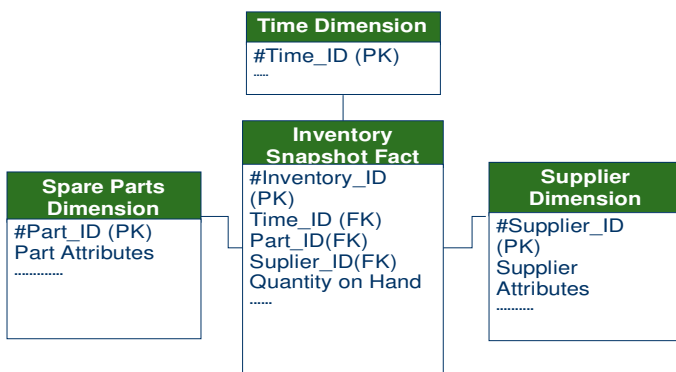 Time Dimension
#Time_ID (PK)
.....
Inventory
Snapshot Fact
#Inventory_ID
(PK)
Time_ID (FK)
Part_ID(FK)
Suplier_ID(FK)
Quantity on Hand
......
Spare Parts
Dimension
#Part_ID (PK)
Part Attributes
.............
Supplier
Dimension
#Supplier_ID
(PK)
Supplier
Attributes
..........